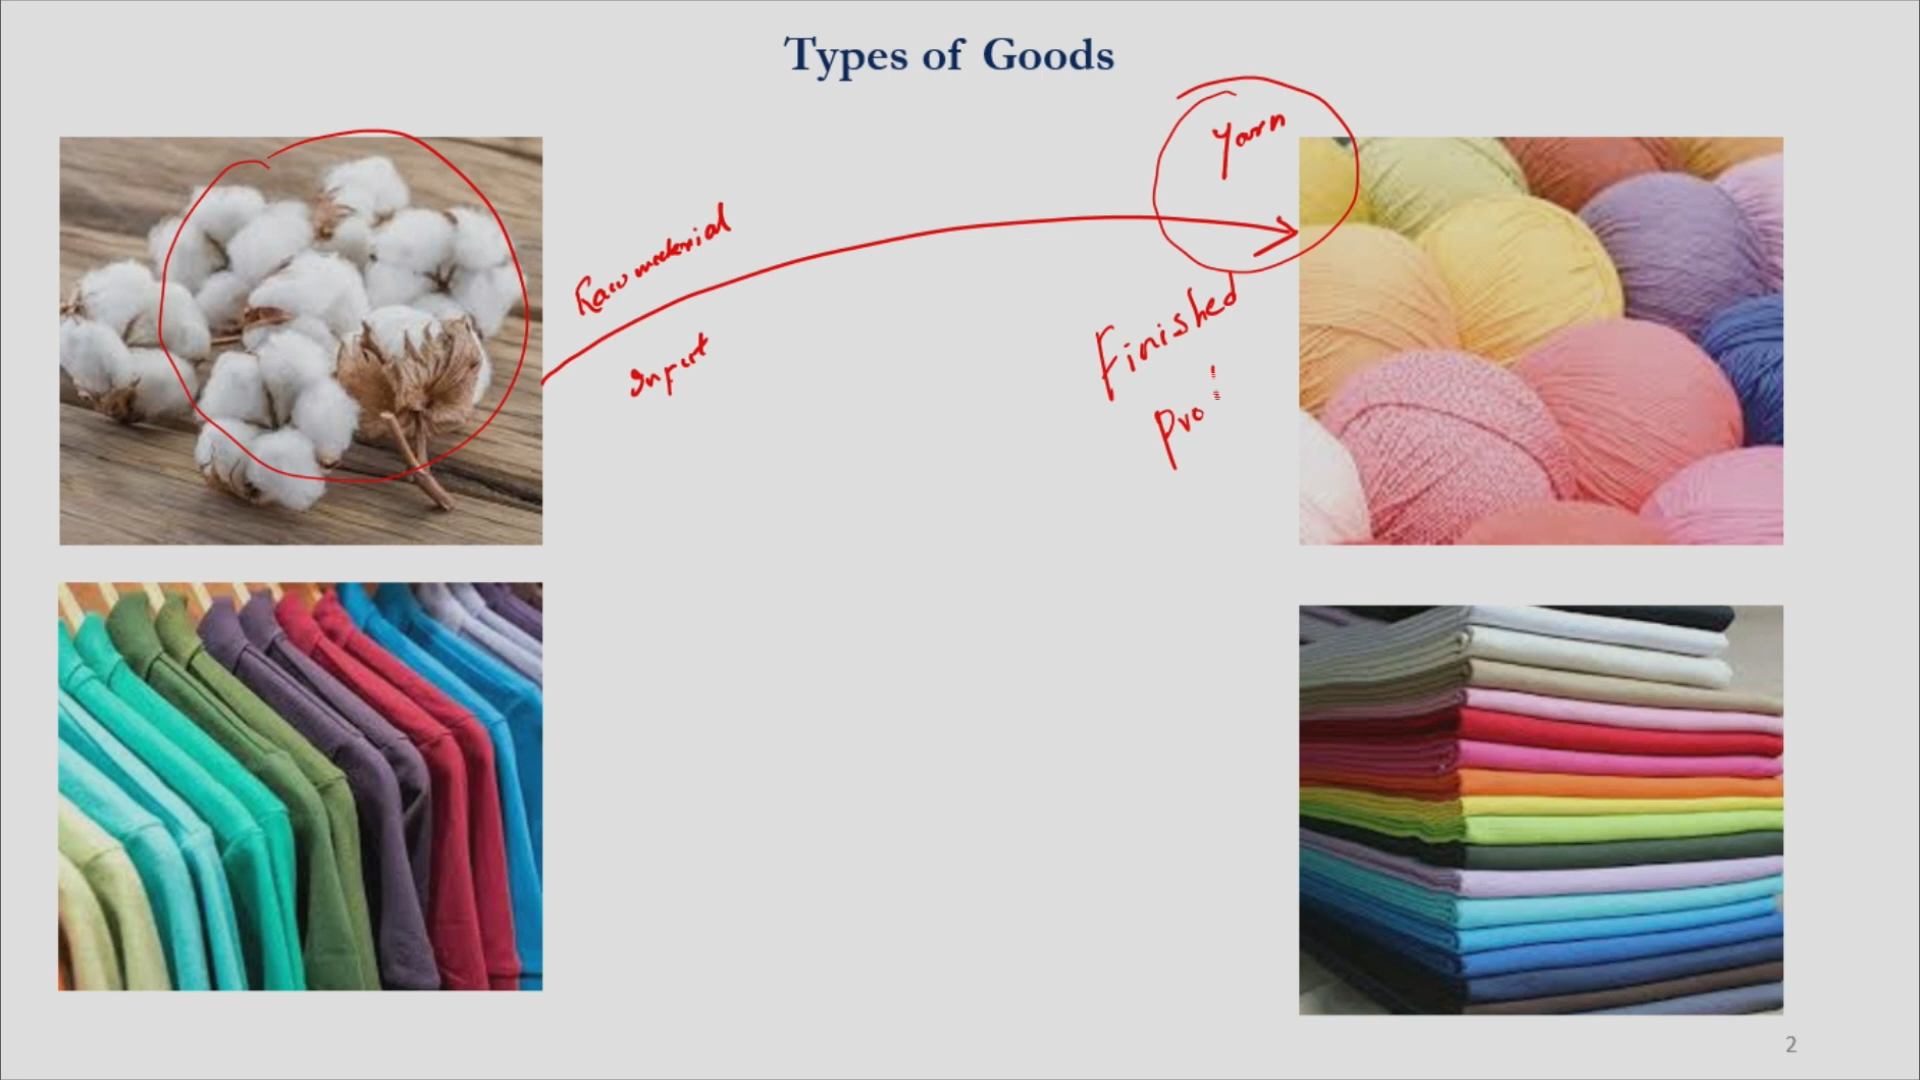 Types of Goods
Yarn
Raw material
Input
Finished
Pro
2